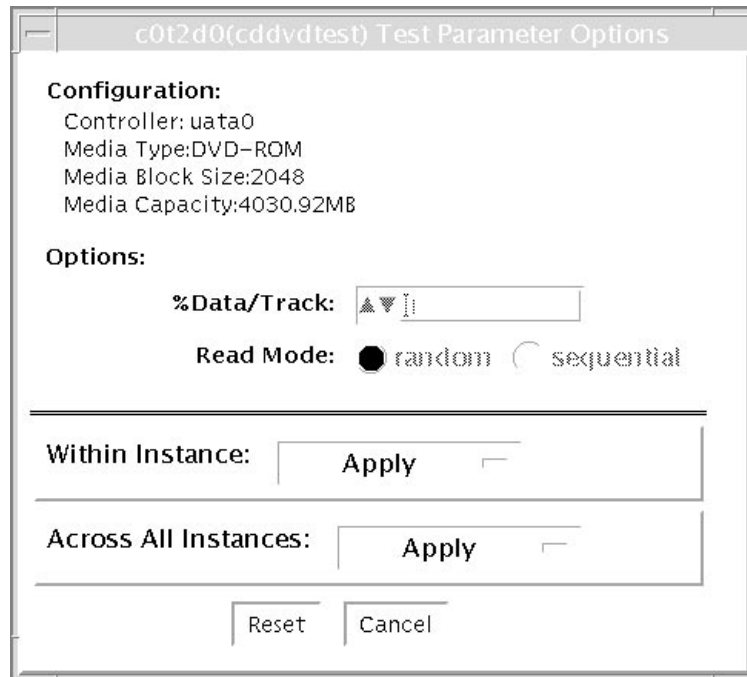 c0t2d0(cddvdtest) Test Parameter Options
Configuration:
Controller: uata0
Media Type:DVD-ROM
Media Block Size:2048
Media Capacity:4030.92MB
Options:
%Data/Track:
Read Mode: random sequential
Within Instance: Apply
Across All Instances: Apply
Reset Cancel